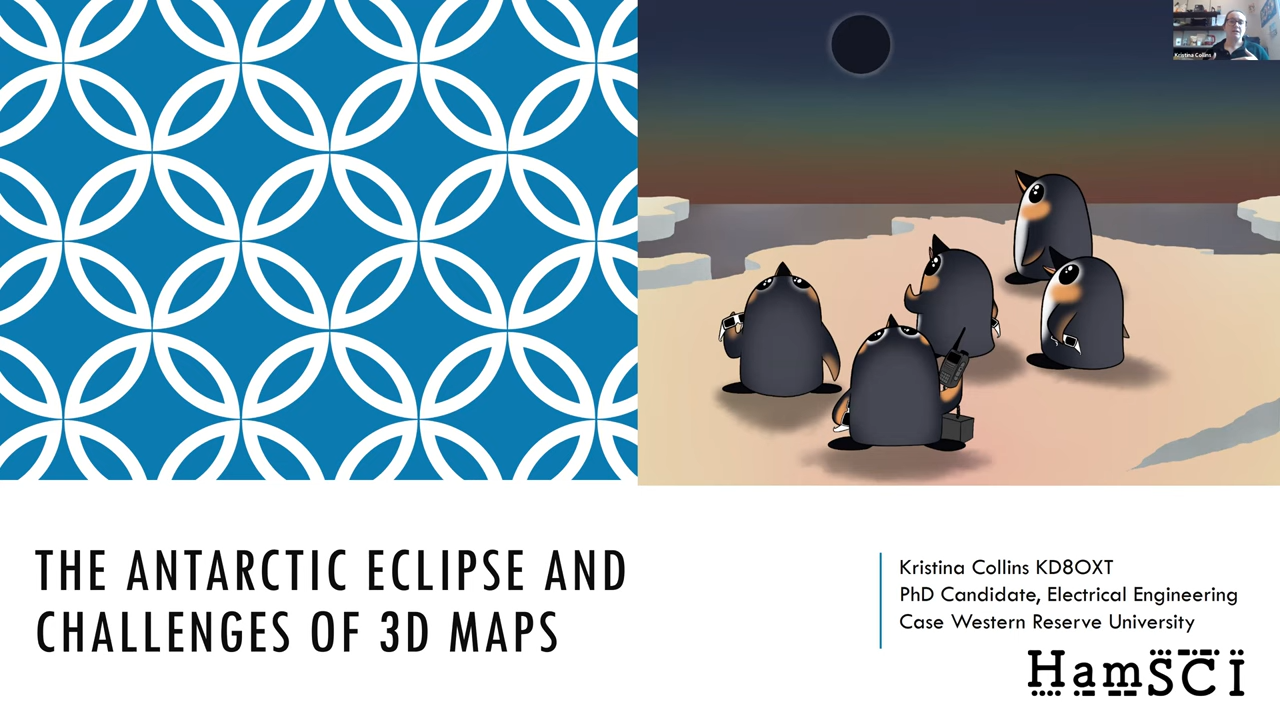 Kristina Collins
THE ANTARCTIC ECLIPSE AND
CHALLENGES OF 3D MAPS
Kristina Collins KD8OXT
PhD Candidate, Electrical Engineering
Case Western Reserve University
HamSCI